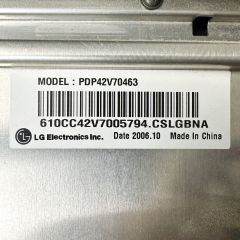 MODEL : PDP42V70463
610CC42V7005794.CSLGBNA
LG Electronics Inc. Date 2006.10 Made In China